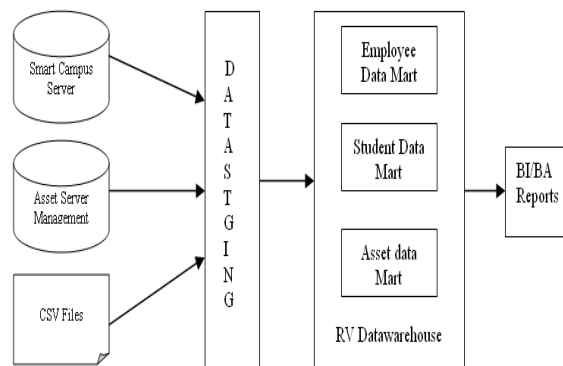 Smart Campus
Server
Asset Server
Management
CSV Files
D
A
T
A
S
T
G
I
N
G
Employee
Data Mart
Student Data
Mart
Asset data
Mart
RV Datawarehouse
BI/BA
Reports